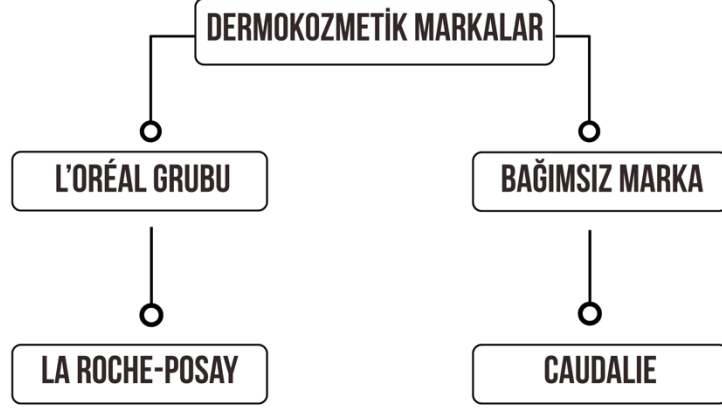 DERMOKOZMETİK MARKALAR
L'ORÉAL GRUBU
BAĞIMSIZ MARKA
LA ROCHE-POSAY
CAUDALIE